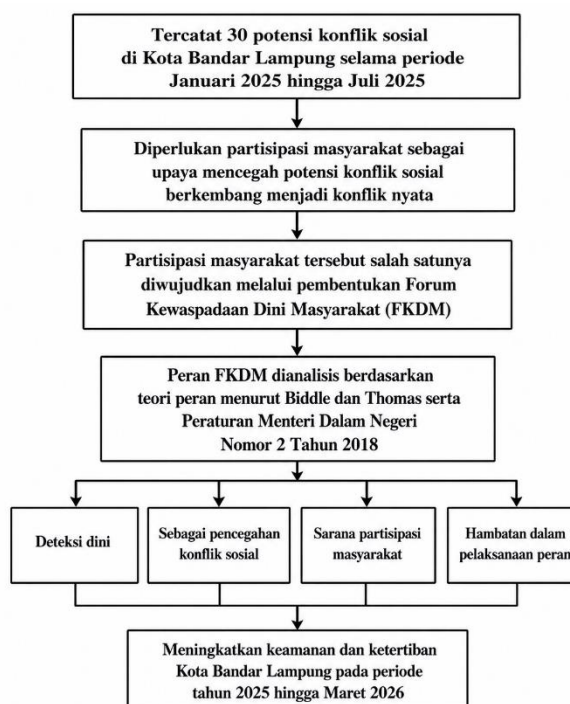 Tercatat 30 potensi konflik sosial
di Kota Bandar Lampung selama periode
Januari 2025 hingga Juli 2025
Diperlukan partisipasi masyarakat sebagai
upaya mencegah potensi konflik sosial
berkembang menjadi konflik nyata
Partisipasi masyarakat tersebut salah satunya
diwujudkan melalui pembentukan Forum
Kewaspadaan Dini Masyarakat (FKDM)
Peran FKDM dianalisis berdasarkan
teori peran menurut Biddle dan Thomas serta
Peraturan Menteri Dalam Negeri
Nomor 2 Tahun 2018
Deteksi dini
Sebagai pencegahan
konflik sosial
Sarana partisipasi
masyarakat
Hambatan dalam
pelaksanaan peran
Meningkatkan keamanan dan ketertiban
Kota Bandar Lampung pada periode
tahun 2025 hingga Maret 2026